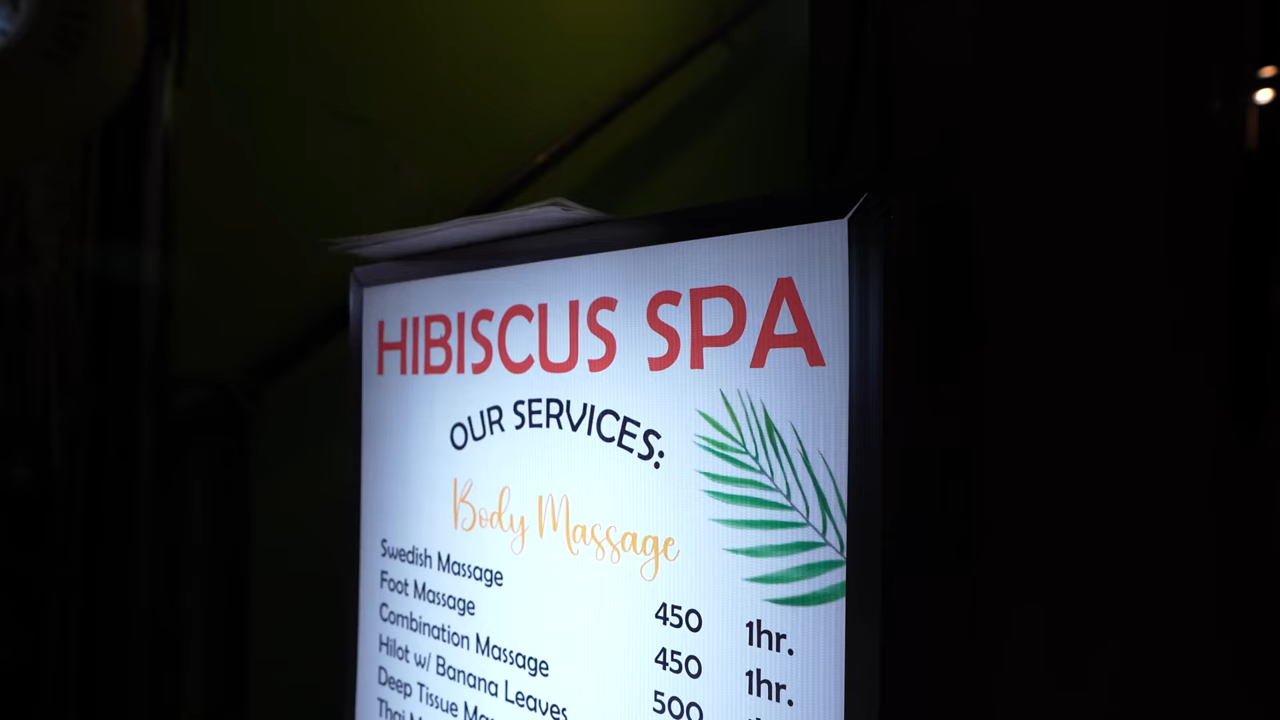 HIBISCUS SPA
OUR SERVICES:
Body Massage
Swedish Massage 450 1hr.
Foot Massage 450 1hr.
Combination Massage 500
Hilot w/ Banana Leaves
Deep Tissue